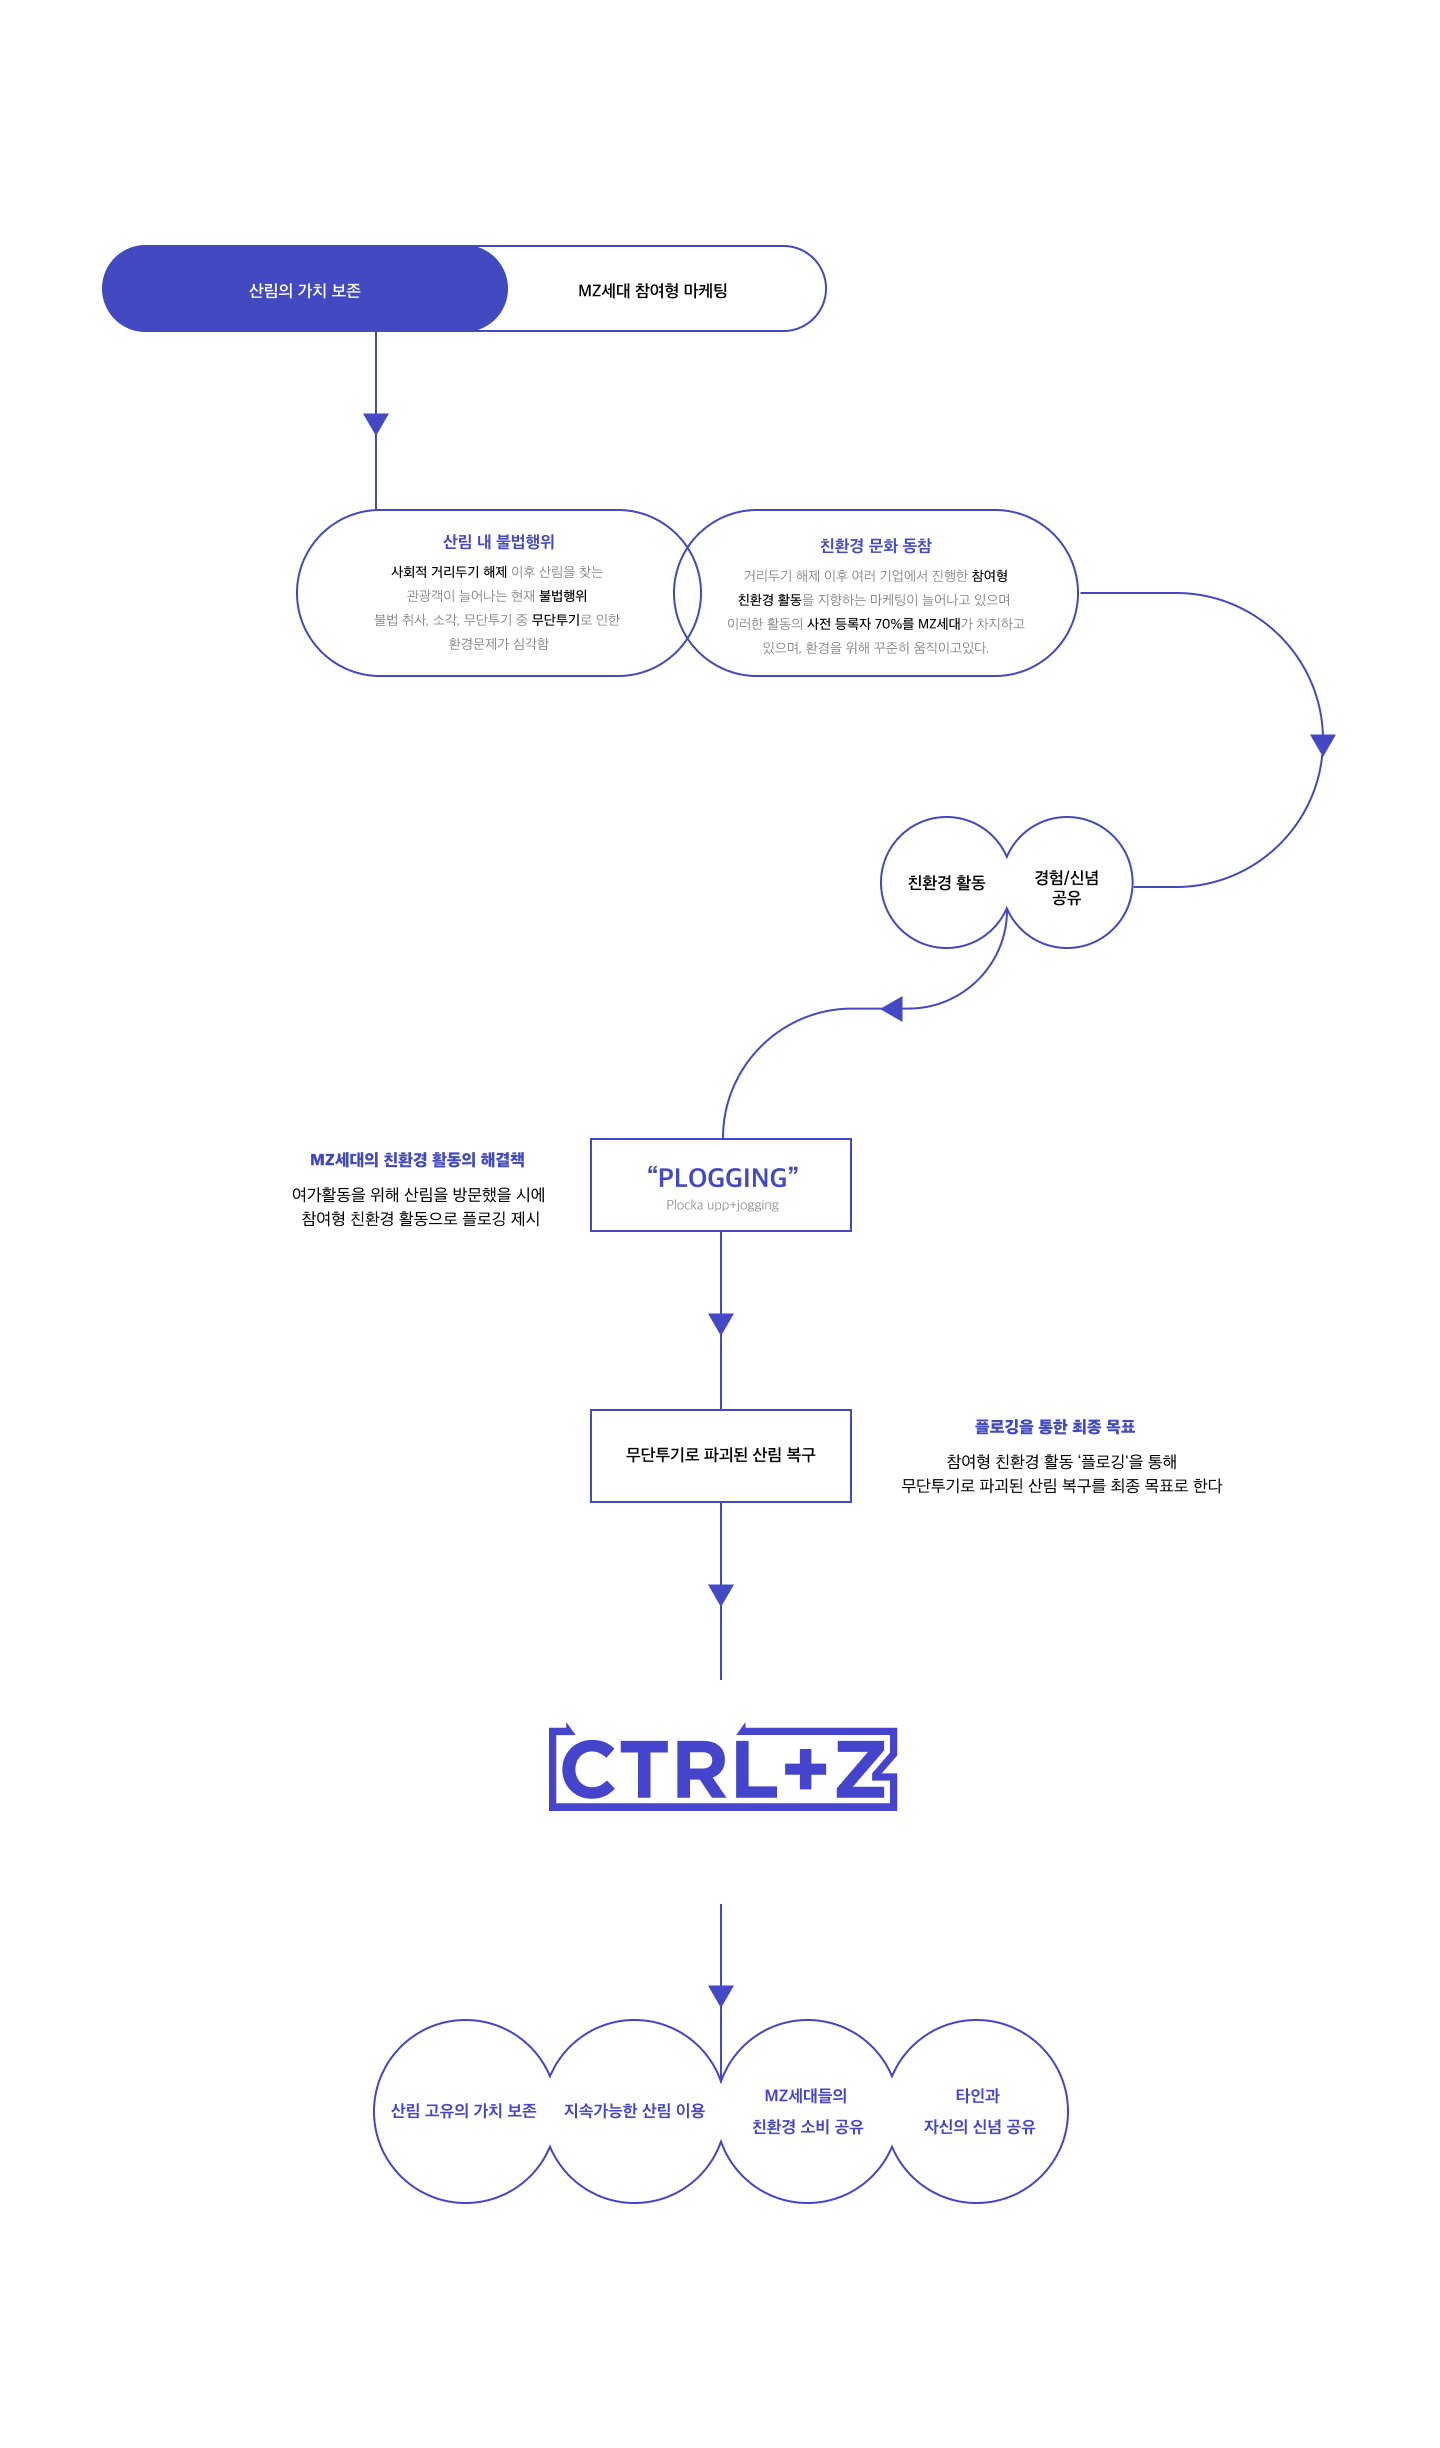 산림의 가치 보존
MZ세대 참여형 마케팅
산림 내 불법행위
사회적 거리두기 해제 이후 산림을 찾는
관광객이 늘어나는 현재 불법행위
불법 취사, 소각, 무단투기 중 무단투기로 인한
환경문제가 심각함
친환경 문화 동참
거리두기 해제 이후 여러 기업에서 진행한 참여형
친환경 활동을 지향하는 마케팅이 늘어나고 있으며
이러한 활동의 사전 등록자 70%를 MZ세대가 차지하고
있으며, 환경을 위해 꾸준히 움직이고있다.
친환경 활동
경험/신념
공유
MZ세대의 친환경 활동의 해결책
여가활동을 위해 산림을 방문했을 시에
참여형 친환경 활동으로 플로깅 제시
“PLOGGING”
Plocka upp+jogging
무단투기로 파괴된 산림 복구
플로깅을 통한 최종 목표
참여형 친환경 활동 ‘플로깅'을 통해
무단투기로 파괴된 산림 복구를 최종 목표로 한다
CTRL+Z
산림 고유의 가치 보존
지속가능한 산림 이용
MZ세대들의
친환경 소비 공유
타인과
자신의 신념 공유